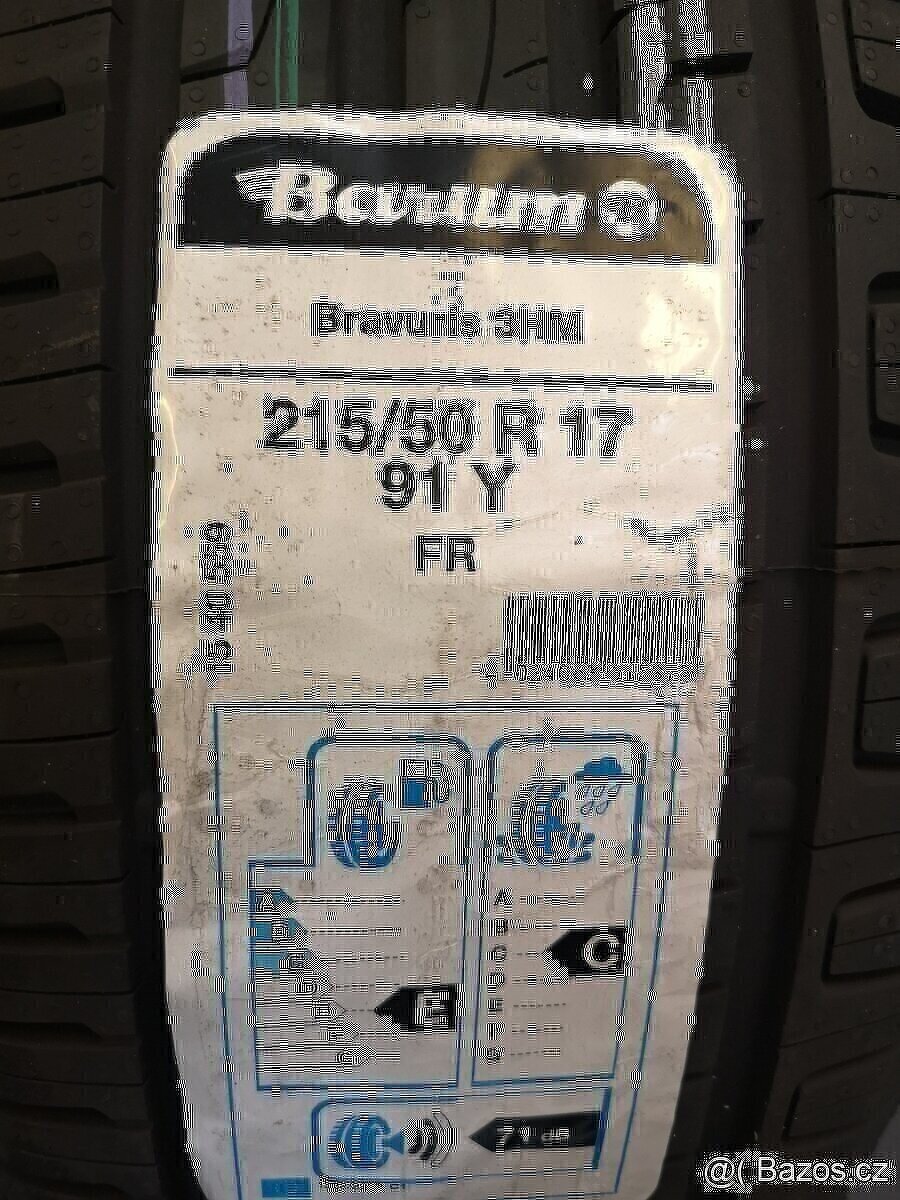 Barum
Bravuris 3HM
215/50 R 17
91 Y
FR
A
B
C
D
E
F
G
E
A
B
C
D
E
F
G
C
71 dB
@( Bazos.cz